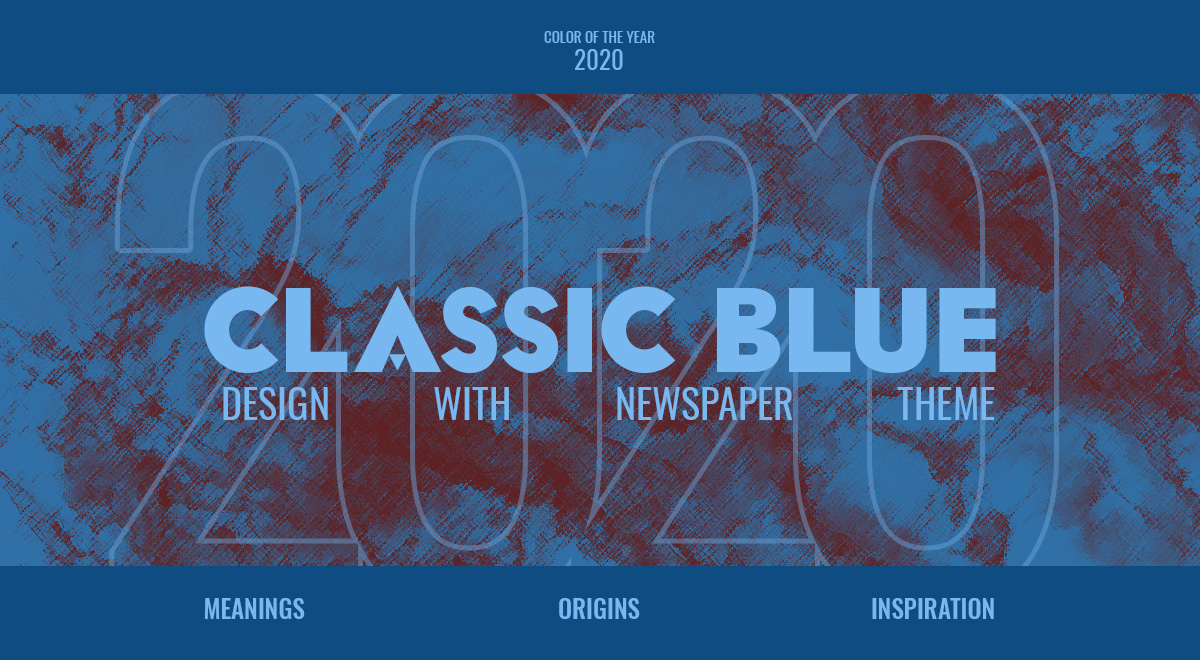 COLOR OF THE YEAR
2020
2020
CLASSIC BLUE
DESIGN WITH NEWSPAPER THEME
MEANINGS ORIGINS INSPIRATION